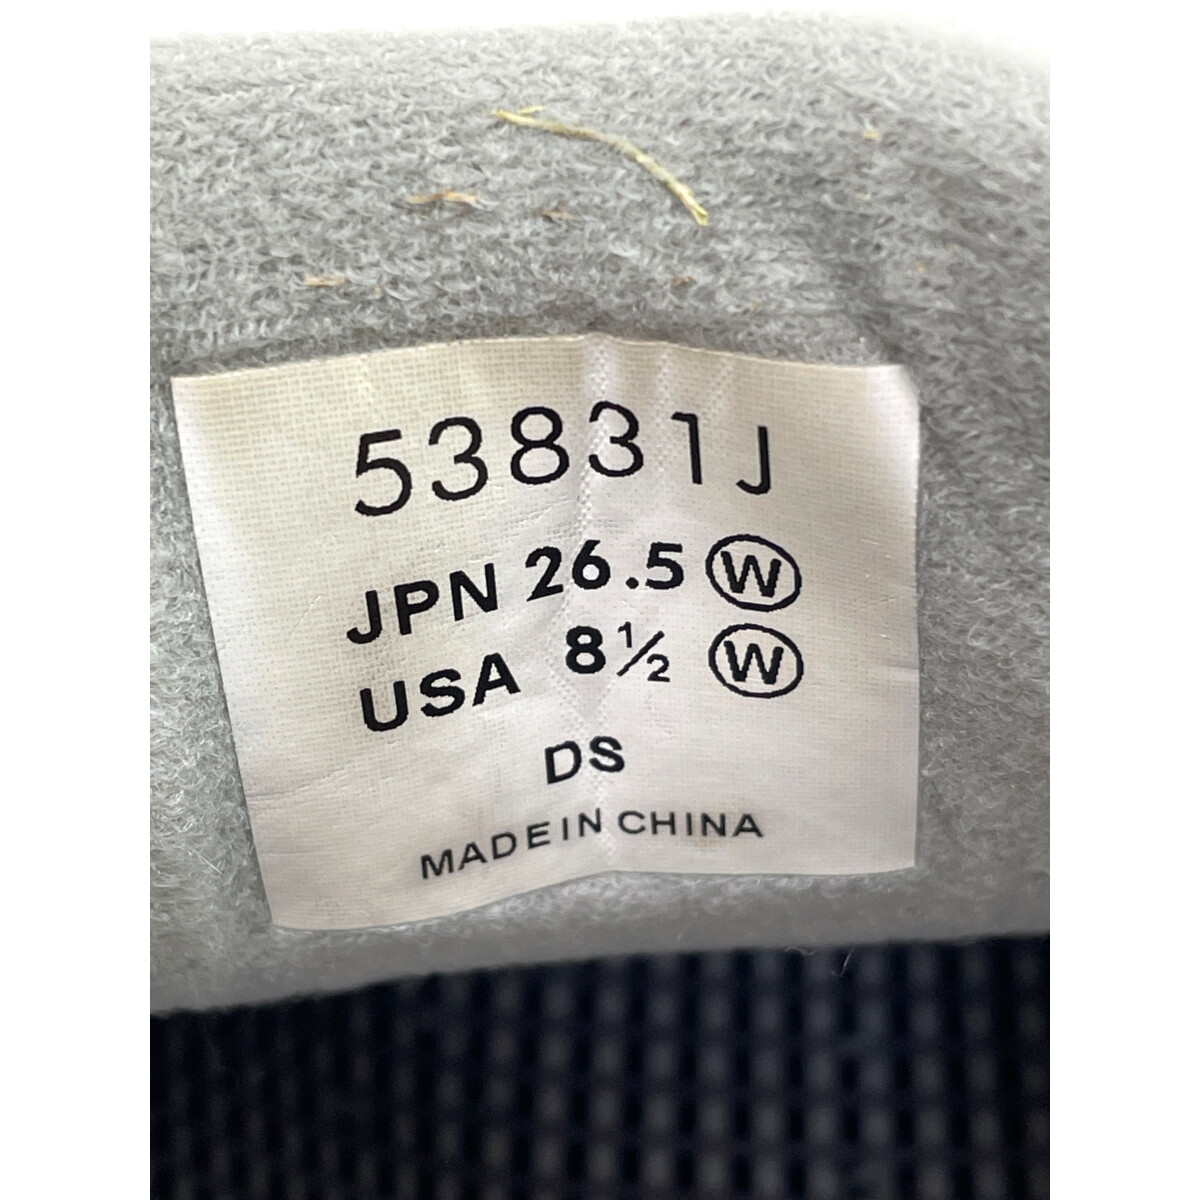 53831J
JPN 26.5 Ⓦ
USA 8½ Ⓦ
DS
MADE IN CHINA